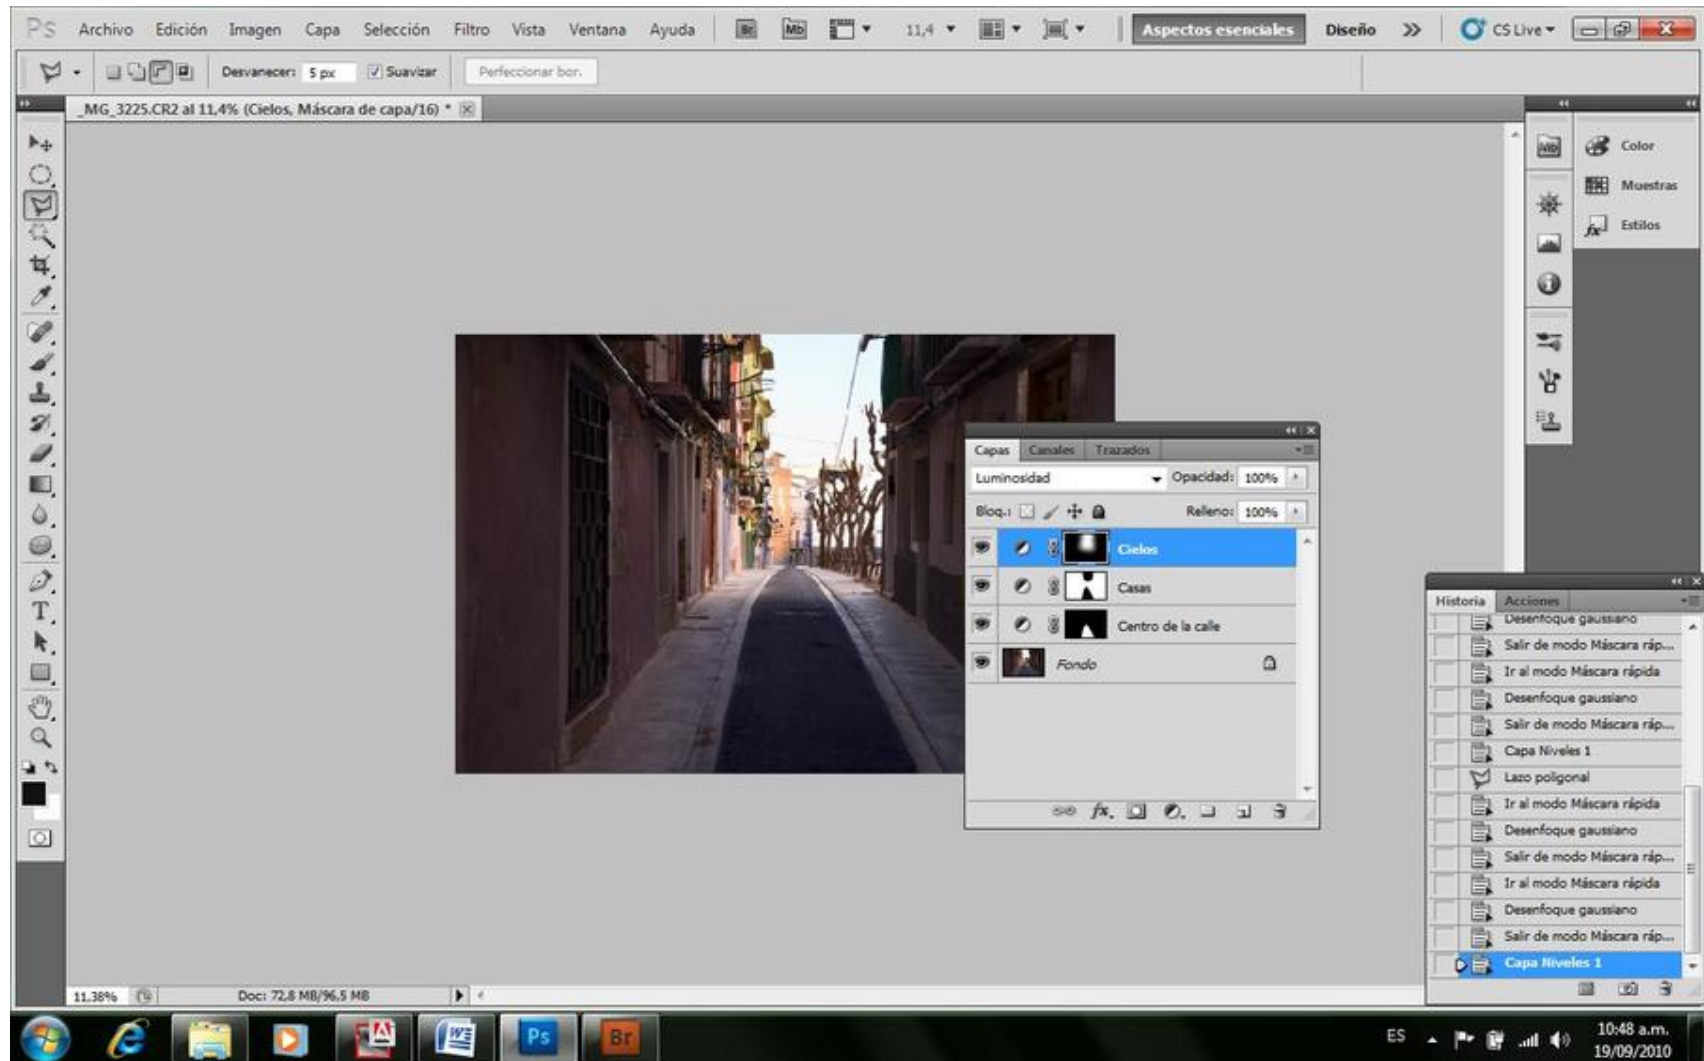 Ps Archivo Edición Imagen Capa Selección Filtro Vista Ventana Ayuda Br Mb 11,4 Aspectos esenciales Diseño CS Live
Desvanecer: 5 px Suavizar Perfeccionar bor.
_MG_3225.CR2 al 11,4% (Cielos, Máscara de capa/16) *
Mb
Color
Muestras
Estilos
Capas Canales Trazados
Luminosidad Opacidad: 100%
Bloq.: Relleno: 100%
Cielos
Casas
Centro de la calle
Fondo
Historia Acciones
Desenfoque gaussiano
Salir de modo Máscara ráp...
Ir al modo Máscara rápida
Desenfoque gaussiano
Salir de modo Máscara ráp...
Capa Niveles 1
Lazo poligonal
Ir al modo Máscara rápida
Desenfoque gaussiano
Salir de modo Máscara ráp...
Ir al modo Máscara rápida
Desenfoque gaussiano
Salir de modo Máscara ráp...
Capa Niveles 1
11.38% Doc: 72,8 MB/96,5 MB
Ps Br ES 10:48 a.m.
19/09/2010